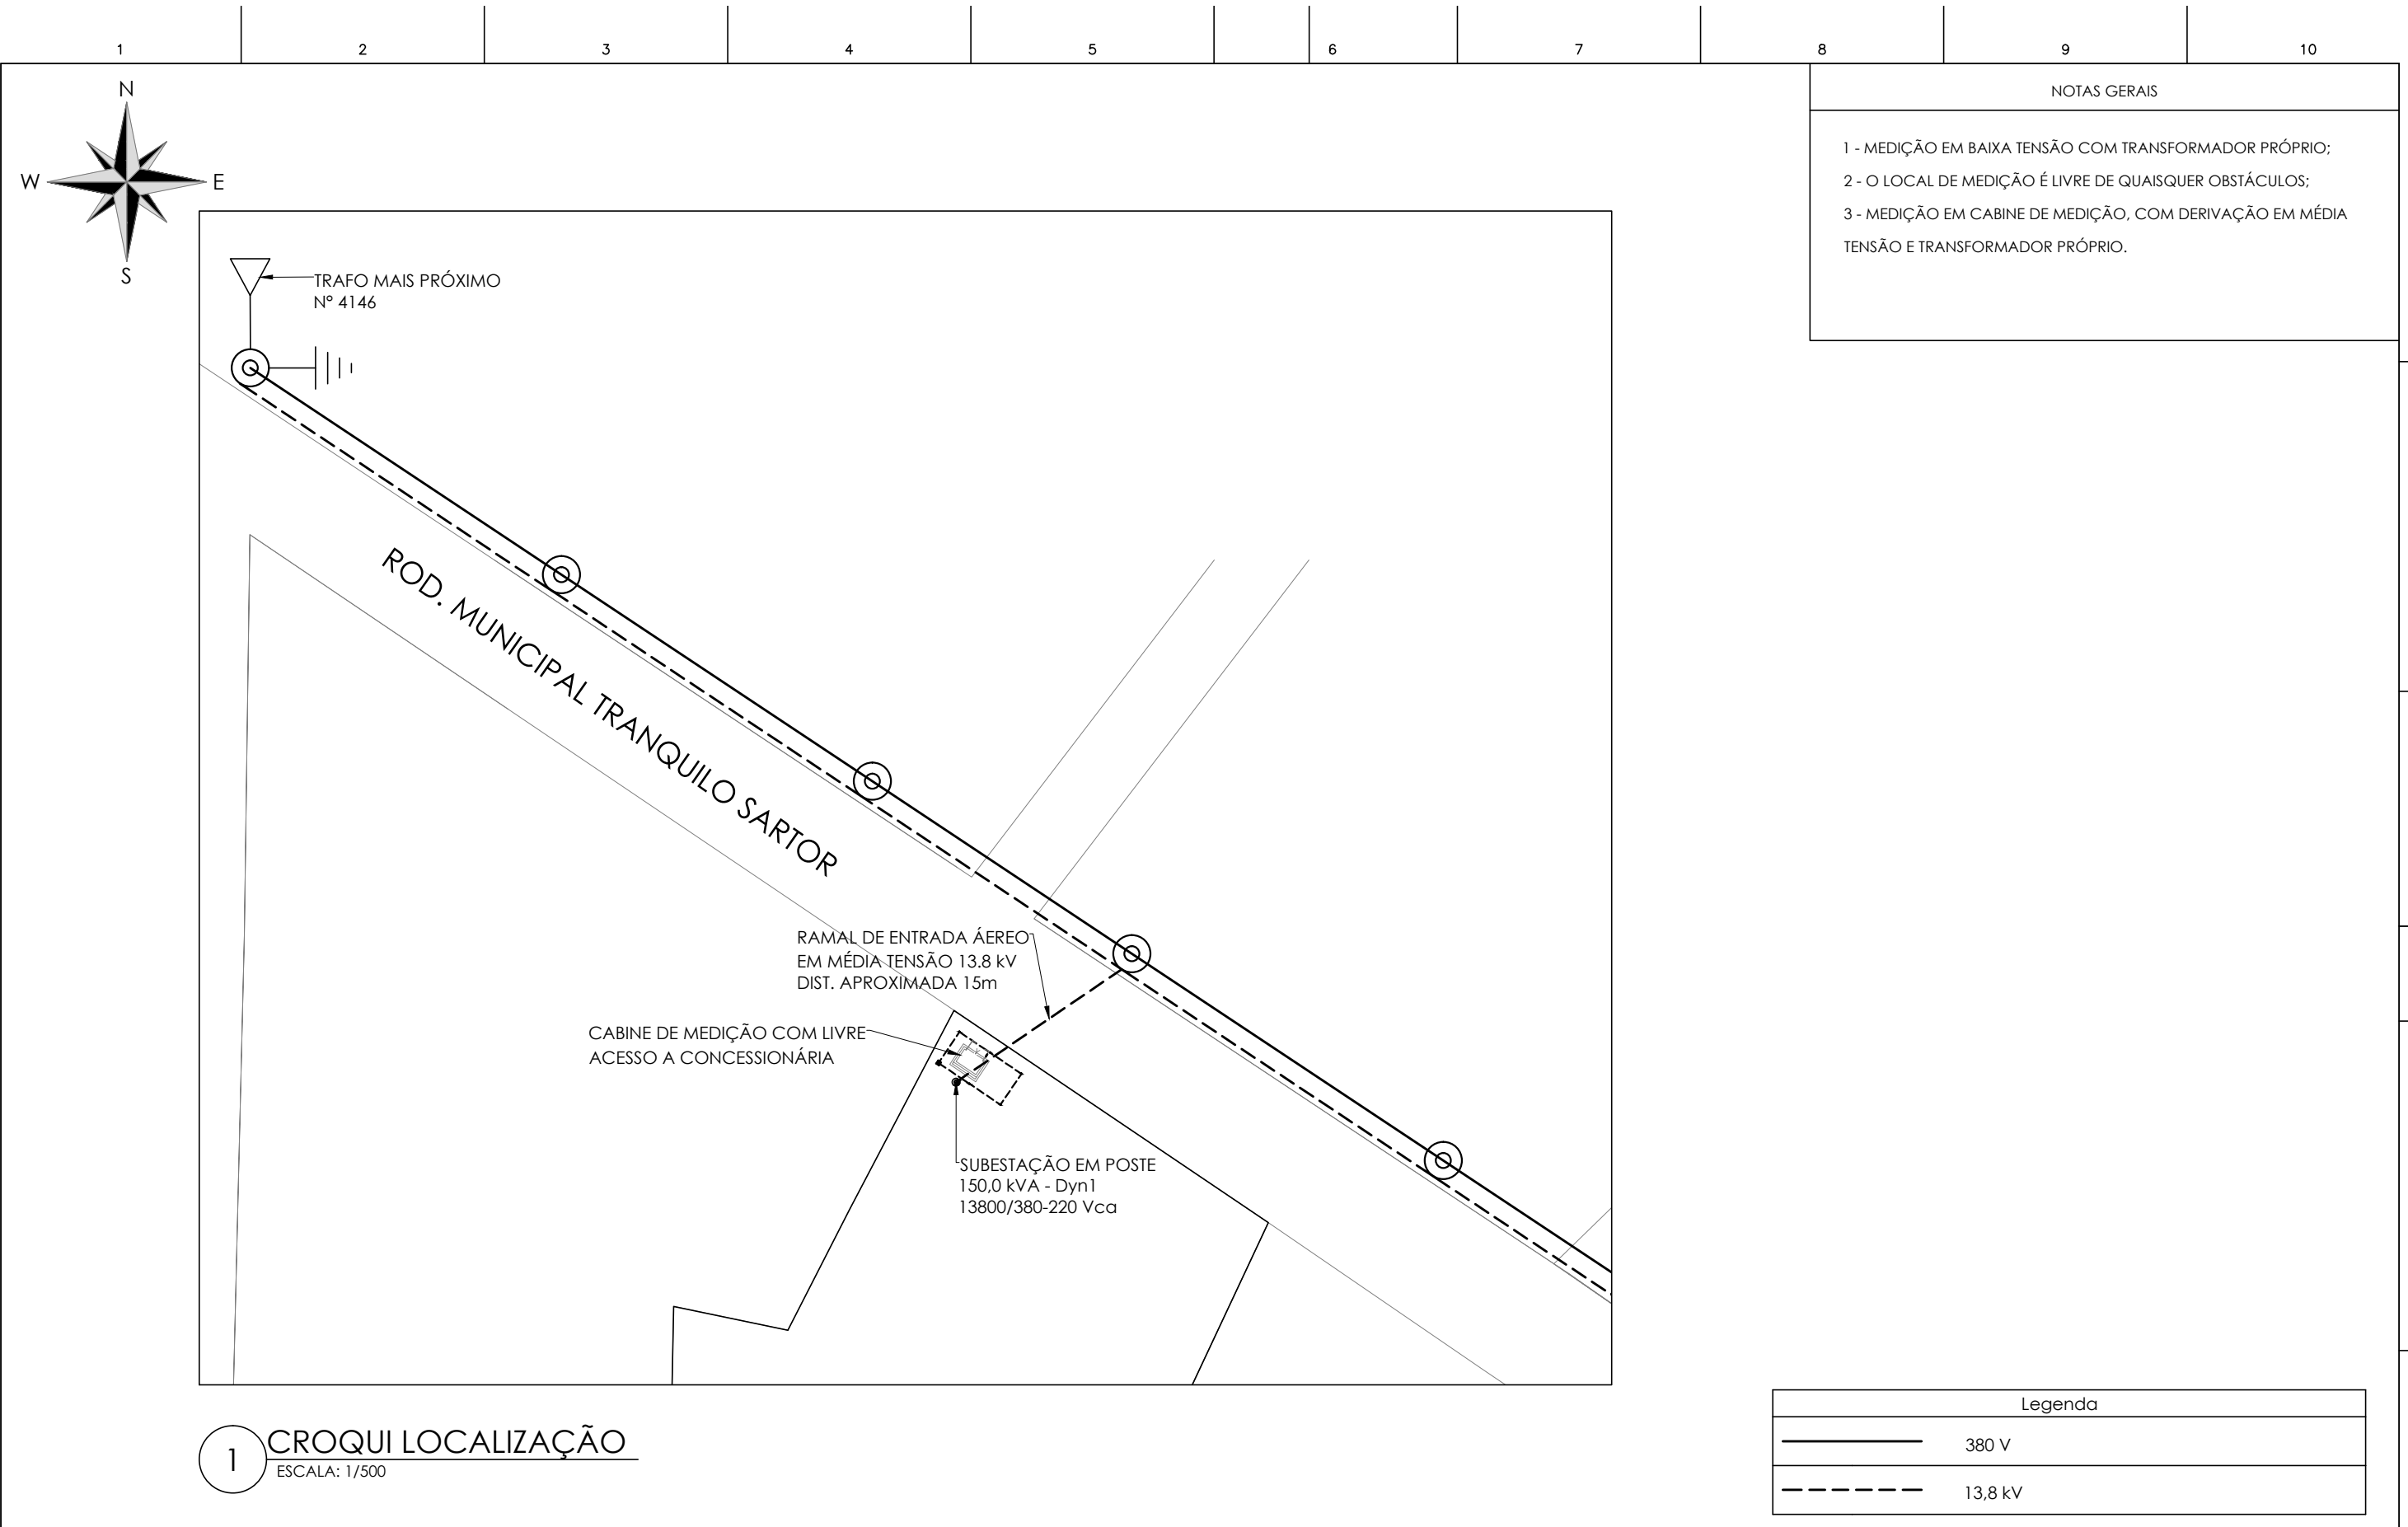 1 2 3 4 5 6 7 8 9 10
N
W E
S
NOTAS GERAIS
1 - MEDIÇÃO EM BAIXA TENSÃO COM TRANSFORMADOR PRÓPRIO;
2 - O LOCAL DE MEDIÇÃO É LIVRE DE QUAISQUER OBSTÁCULOS;
3 - MEDIÇÃO EM CABINE DE MEDIÇÃO, COM DERIVAÇÃO EM MÉDIA
TENSÃO E TRANSFORMADOR PRÓPRIO.
TRAFO MAIS PRÓXIMO
Nº 4146
ROD. MUNICIPAL TRANQUILO SARTOR
RAMAL DE ENTRADA ÁEREO
EM MÉDIA TENSÃO 13.8 kV
DIST. APROXIMADA 15m
CABINE DE MEDIÇÃO COM LIVRE
ACESSO A CONCESSIONÁRIA
SUBESTAÇÃO EM POSTE
150,0 kVA - Dyn1
13800/380-220 Vca
1 CROQUI LOCALIZAÇÃO
ESCALA: 1/500
Legenda
380 V
13,8 kV